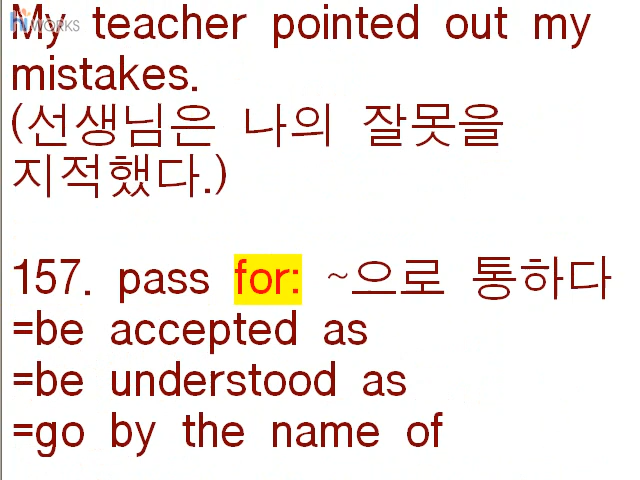 My teacher pointed out my
mistakes.
(선생님은 나의 잘못을
지적했다.)
157. pass for: ~으로 통하다
=be accepted as
=be understood as
=go by the name of